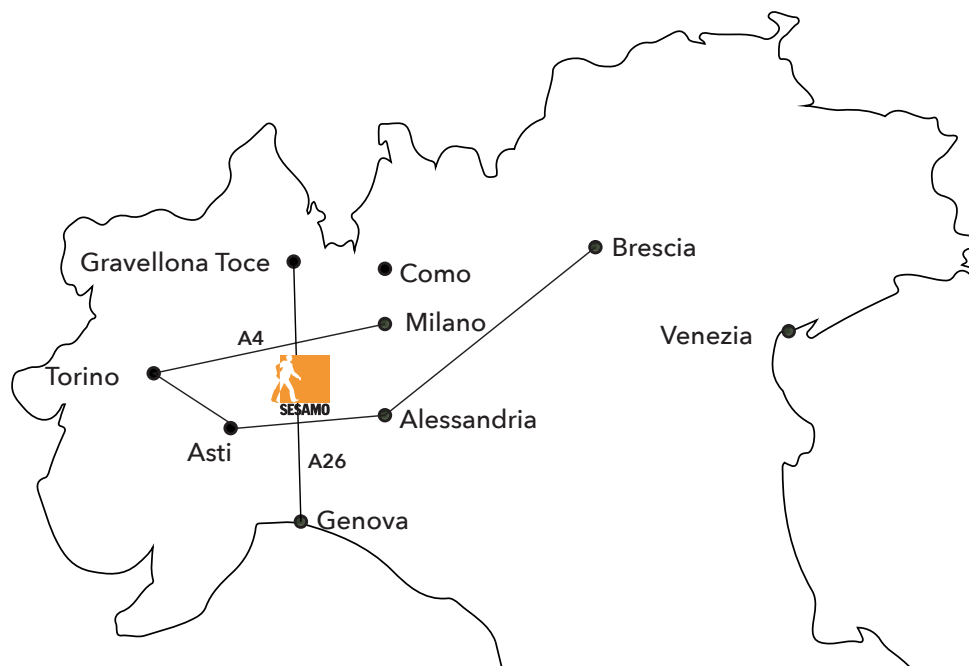 Gravellona Toce
Como
Brescia
Milano
Venezia
A4
Torino
SESAMO
Alessandria
Asti
A26
Genova